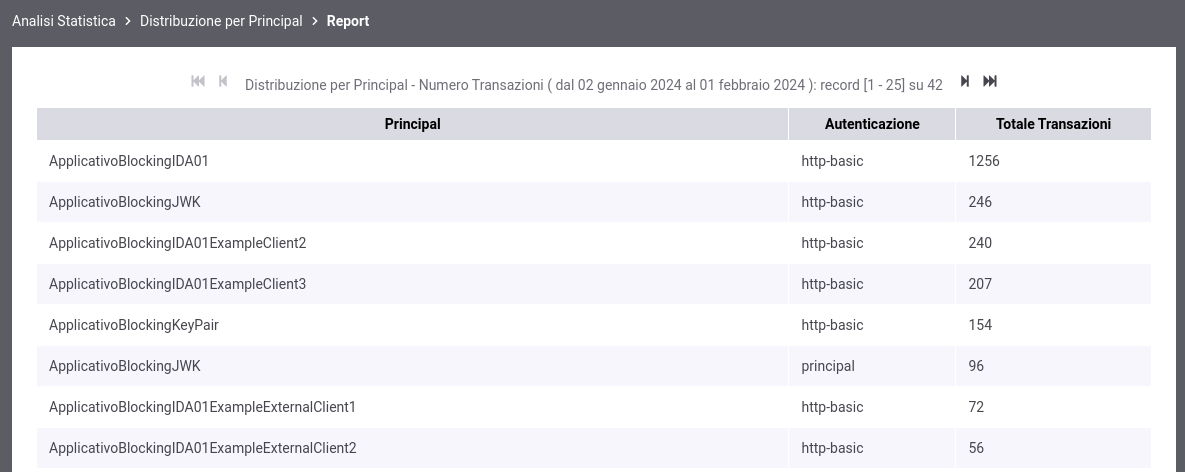 Analisi Statistica > Distribuzione per Principal > Report
Distribuzione per Principal - Numero Transazioni ( dal 02 gennaio 2024 al 01 febbraio 2024 ): record [1 - 25] su 42
Principal Autenticazione Totale Transazioni
ApplicativoBlockingIDA01 http-basic 1256
ApplicativoBlockingJWK http-basic 246
ApplicativoBlockingIDA01ExampleClient2 http-basic 240
ApplicativoBlockingIDA01ExampleClient3 http-basic 207
ApplicativoBlockingKeyPair http-basic 154
ApplicativoBlockingJWK principal 96
ApplicativoBlockingIDA01ExampleExternalClient1 http-basic 72
ApplicativoBlockingIDA01ExampleExternalClient2 http-basic 56